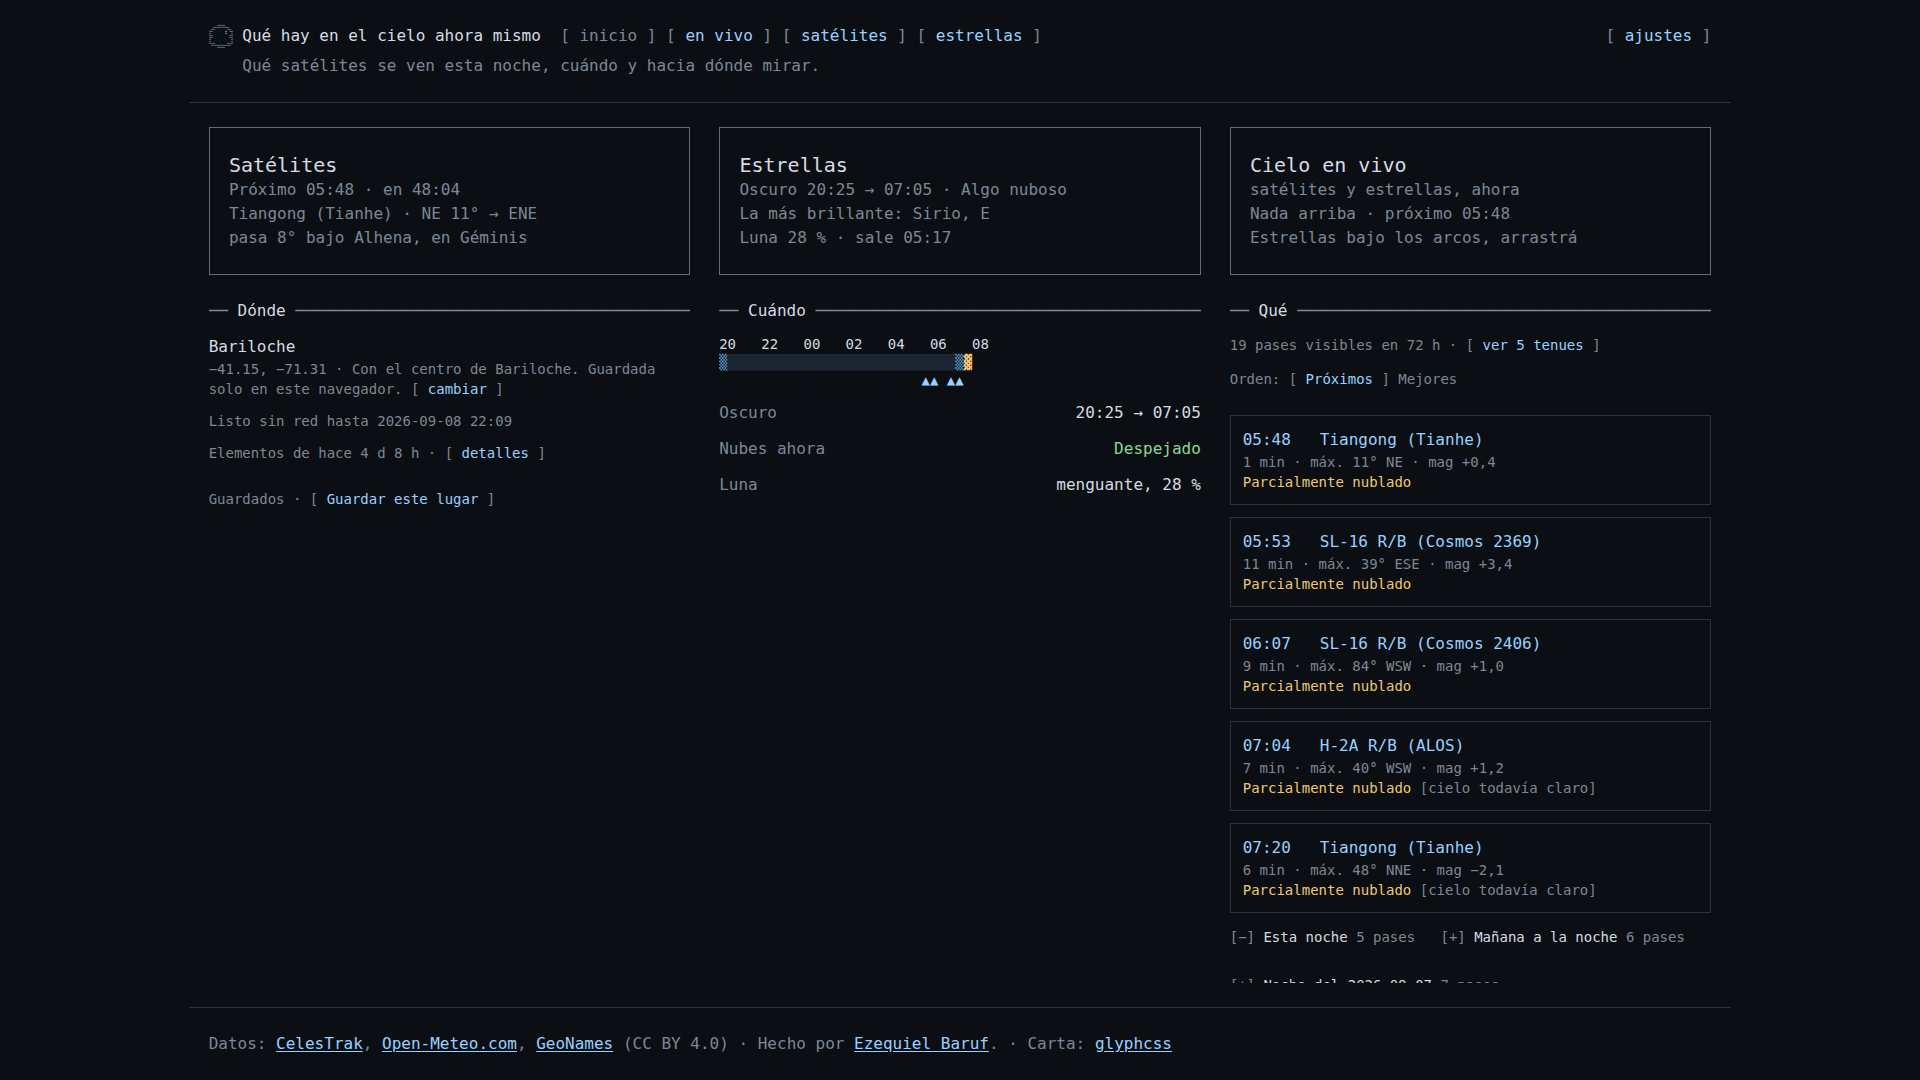 Qué hay en el cielo ahora mismo [ inicio ] [ en vivo ] [ satélites ] [ estrellas ] [ ajustes ]
Qué satélites se ven esta noche, cuándo y hacia dónde mirar.
Satélites
Próximo 05:48 · en 48:04
Tiangong (Tianhe) · NE 11° → ENE
pasa 8° bajo Alhena, en Géminis
Estrellas
Oscuro 20:25 → 07:05 · Algo nuboso
La más brillante: Sirio, E
Luna 28 % · sale 05:17
Cielo en vivo
satélites y estrellas, ahora
Nada arriba · próximo 05:48
Estrellas bajo los arcos, arrastrá
Dónde
Bariloche
−41.15, −71.31 · Con el centro de Bariloche. Guardada
solo en este navegador. [ cambiar ]
Listo sin red hasta 2026-09-08 22:09
Elementos de hace 4 d 8 h · [ detalles ]
Guardados · [ Guardar este lugar ]
Cuándo
20 22 00 02 04 06 08
▲▲ ▲▲
Oscuro 20:25 → 07:05
Nubes ahora Despejado
Luna menguante, 28 %
Qué
19 pases visibles en 72 h · [ ver 5 tenues ]
Orden: [ Próximos ] Mejores
05:48 Tiangong (Tianhe)
1 min · máx. 11° NE · mag +0,4
Parcialmente nublado
05:53 SL-16 R/B (Cosmos 2369)
11 min · máx. 39° ESE · mag +3,4
Parcialmente nublado
06:07 SL-16 R/B (Cosmos 2406)
9 min · máx. 84° WSW · mag +1,0
Parcialmente nublado
07:04 H-2A R/B (ALOS)
7 min · máx. 40° WSW · mag +1,2
Parcialmente nublado [cielo todavía claro]
07:20 Tiangong (Tianhe)
6 min · máx. 48° NNE · mag −2,1
Parcialmente nublado [cielo todavía claro]
[−] Esta noche 5 pases [+] Mañana a la noche 6 pases
[+] Noche del 2026-09-07 7 pases
Datos: CelesTrak, Open-Meteo.com, GeoNames (CC BY 4.0) · Hecho por Ezequiel Baruf. · Carta: glyphcss